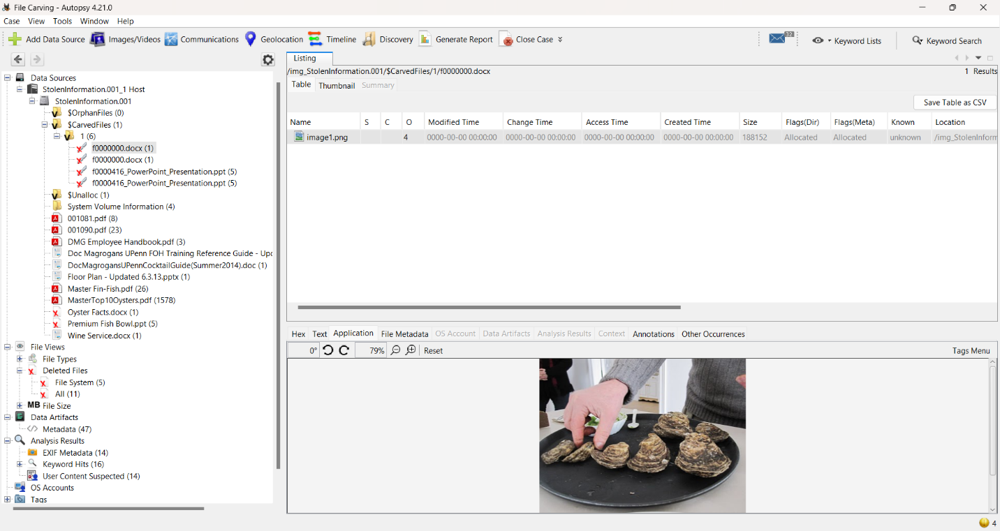 File Carving - Autopsy 4.21.0
Case View Tools Window Help
Add Data Source Images/Videos Communications Geolocation Timeline Discovery Generate Report Close Case 32 Keyword Lists Keyword Search
Listing
/img_StolenInformation.001/$CarvedFiles/1/f0000000.docx 1 Results
Table Thumbnail Summary
Save Table as CSV
Name S C O Modified Time Change Time Access Time Created Time Size Flags(Dir) Flags(Meta) Known Location
image1.png 4 0000-00-00 00:00:00 0000-00-00 00:00:00 0000-00-00 00:00:00 0000-00-00 00:00:00 188152 Allocated Allocated unknown /img_StolenInform
Data Sources
StolenInformation.001_1 Host
StolenInformation.001
$OrphanFiles (0)
$CarvedFiles (1)
1 (6)
f0000000.docx (1)
f0000000.docx (1)
f0000416_PowerPoint_Presentation.ppt (5)
f0000416_PowerPoint_Presentation.ppt (5)
$Unalloc (1)
System Volume Information (4)
001081.pdf (8)
001090.pdf (23)
DMG Employee Handbook.pdf (3)
Doc Magrogans UPenn FOH Training Reference Guide - Upd
DocMagrogansUPennCocktailGuide(Summer2014).doc (1)
Floor Plan - Updated 6.3.13.pptx (1)
Master Fin-Fish.pdf (26)
MasterTop10Oysters.pdf (1578)
Oyster Facts.docx (1)
Premium Fish Bowl.ppt (5)
Wine Service.docx (1)
File Views
File Types
Deleted Files
File System (5)
All (11)
MB File Size
Data Artifacts
Metadata (47)
Analysis Results
EXIF Metadata (14)
Keyword Hits (16)
User Content Suspected (14)
OS Accounts
Tags
Hex Text Application File Metadata OS Account Data Artifacts Analysis Results Context Annotations Other Occurrences
0° 79% Reset Tags Menu
4